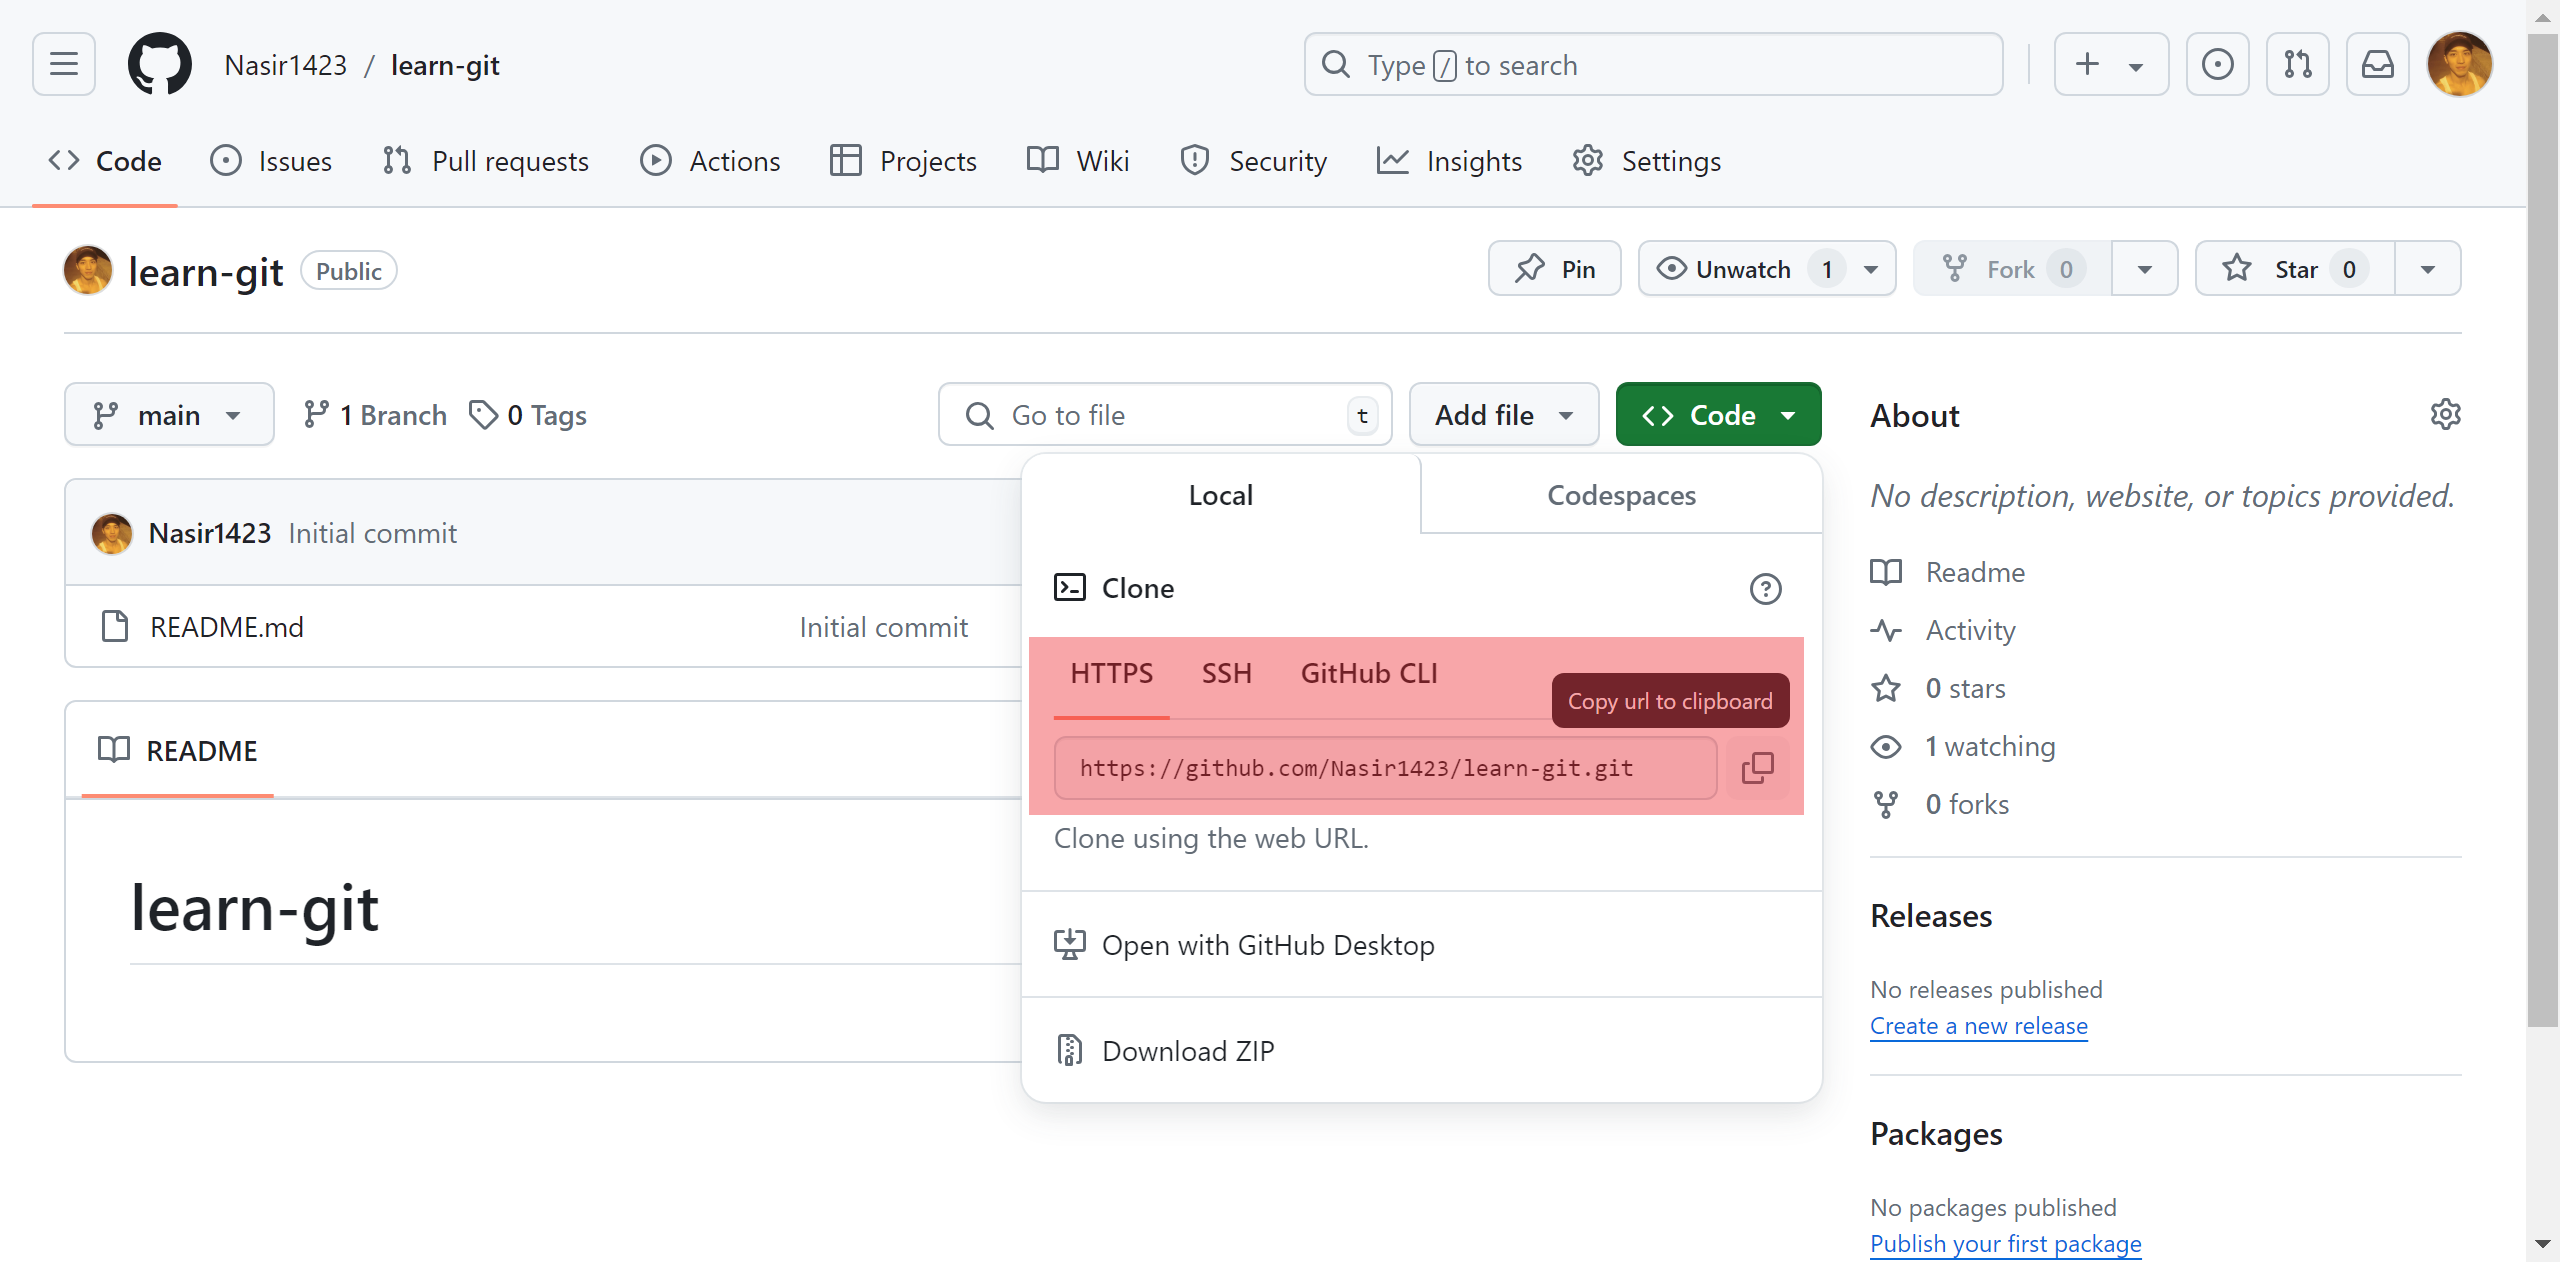 Nasir1423 / learn-git
Type / to search
Code Issues Pull requests Actions Projects Wiki Security Insights Settings
learn-git Public
Pin Unwatch 1 Fork 0 Star 0
main 1 Branch 0 Tags
Go to file t Add file Code
Nasir1423 Initial commit
README.md Initial commit
README
learn-git
Local Codespaces
Clone
HTTPS SSH GitHub CLI
Copy url to clipboard
https://github.com/Nasir1423/learn-git.git
Clone using the web URL.
Open with GitHub Desktop
Download ZIP
About
No description, website, or topics provided.
Readme
Activity
0 stars
1 watching
0 forks
Releases
No releases published
Create a new release
Packages
No packages published
Publish your first package